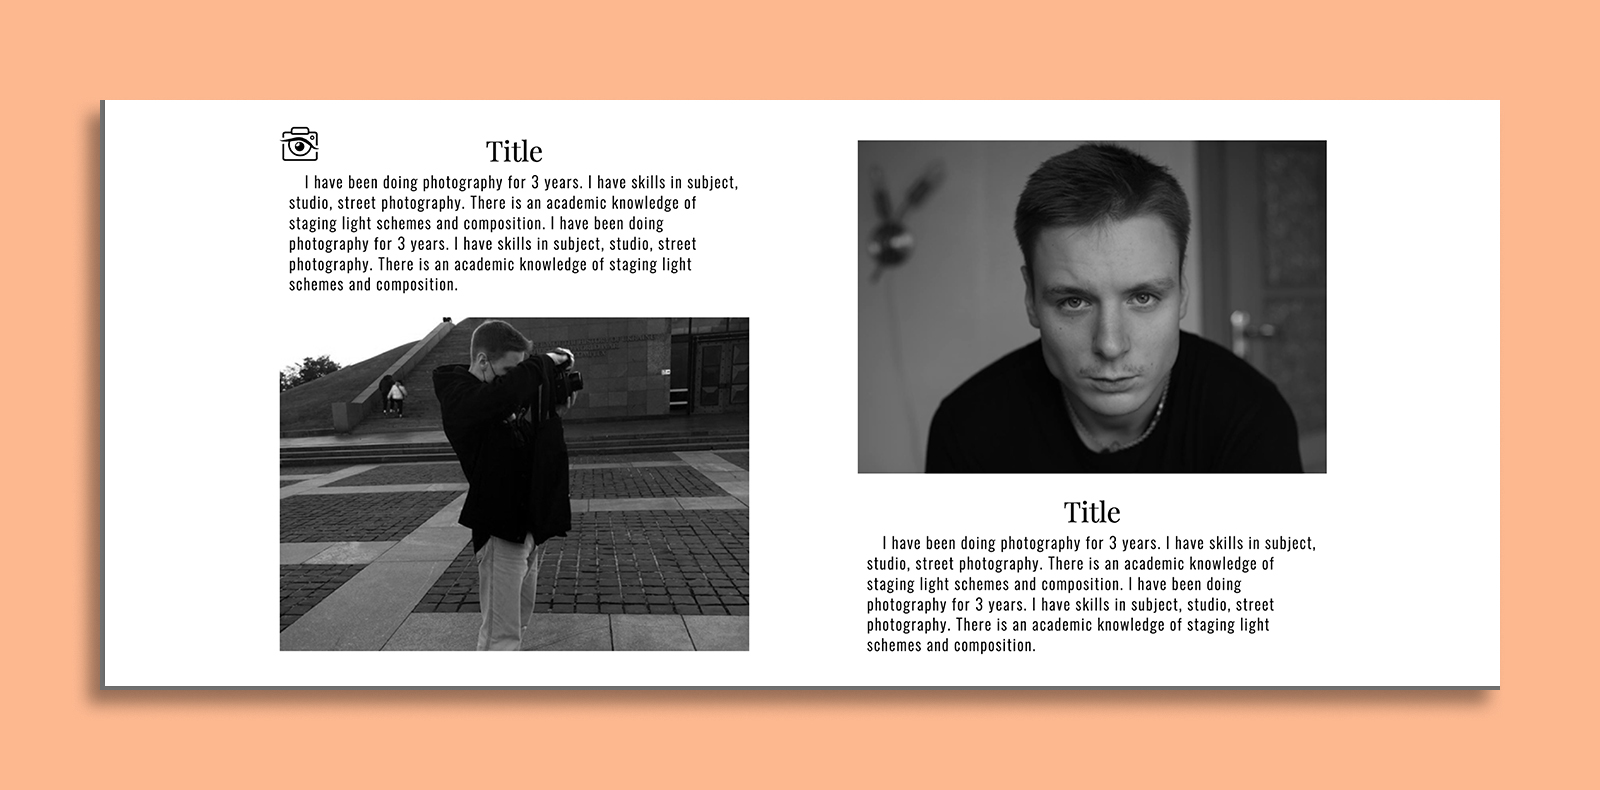 Title
I have been doing photography for 3 years. I have skills in subject,
studio, street photography. There is an academic knowledge of
staging light schemes and composition. I have been doing
photography for 3 years. I have skills in subject, studio, street
photography. There is an academic knowledge of staging light
schemes and composition.
Title
I have been doing photography for 3 years. I have skills in subject,
studio, street photography. There is an academic knowledge of
staging light schemes and composition. I have been doing
photography for 3 years. I have skills in subject, studio, street
photography. There is an academic knowledge of staging light
schemes and composition.